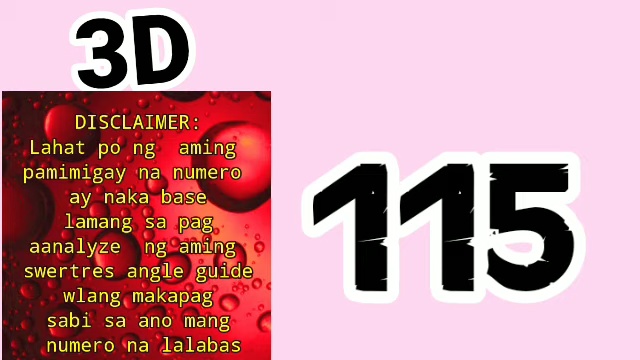 3D
DISCLAIMER:
Lahat po ng aming
pamimigay na numero
ay naka base
lamang sa pag
aanalyze ng aming
swertres angle guide
wlang makapag
sabi sa ano mang
numero na lalabas
115